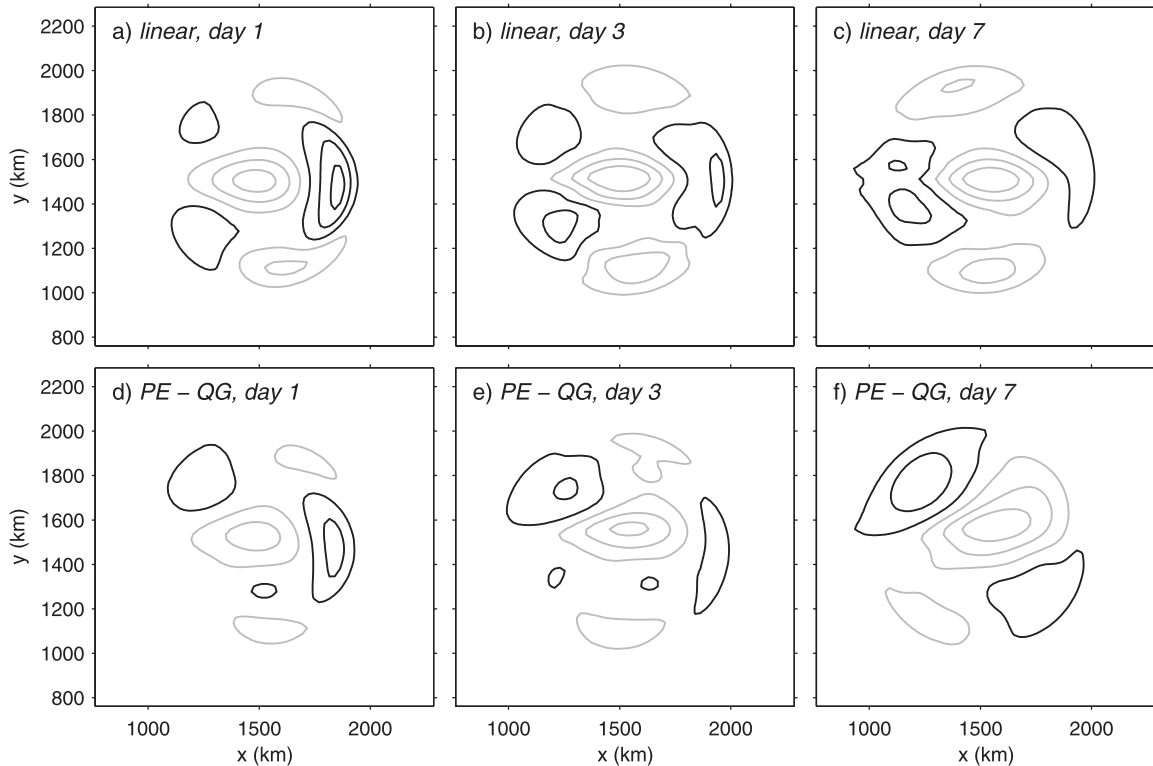 a) linear, day 1
b) linear, day 3
c) linear, day 7
2200
2000
1800
1600
1400
1200
1000
800
y (km)
d) PE – QG, day 1
e) PE – QG, day 3
f) PE – QG, day 7
2200
2000
1800
1600
1400
1200
1000
800
y (km)
1000 1500 2000
1000 1500 2000
1000 1500 2000
x (km)
x (km)
x (km)